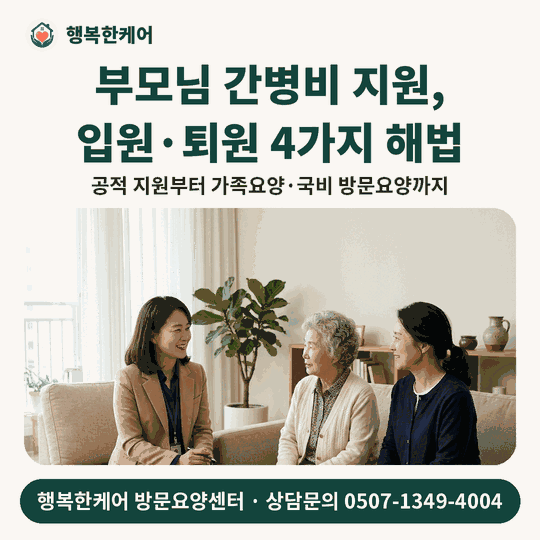 행복한케어
부모님 간병비 지원,
입원·퇴원 4가지 해법
공적 지원부터 가족요양·국비 방문요양까지
행복한케어 방문요양센터 · 상담문의 0507-1349-4004